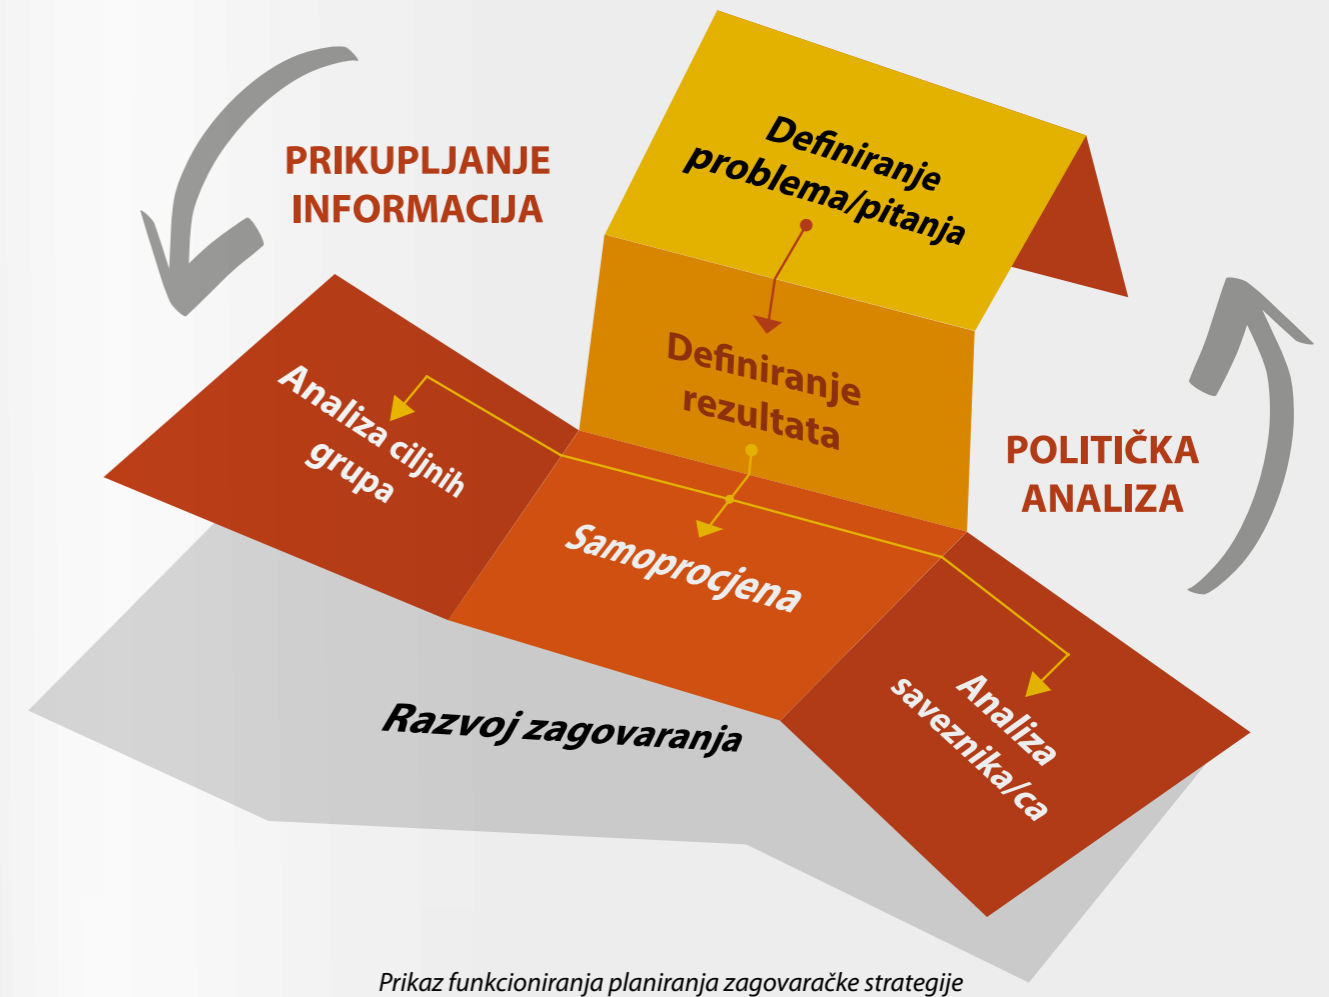 PRIKUPLJANJE
INFORMACIJA
Definiranje
problema/pitanja
Definiranje
rezultata
Analiza ciljnih
grupa
Samoprocjena
POLITIČKA
ANALIZA
Analiza
saveznika/ca
Razvoj zagovaranja
Prikaz funkcioniranja planiranja zagovaračke strategije